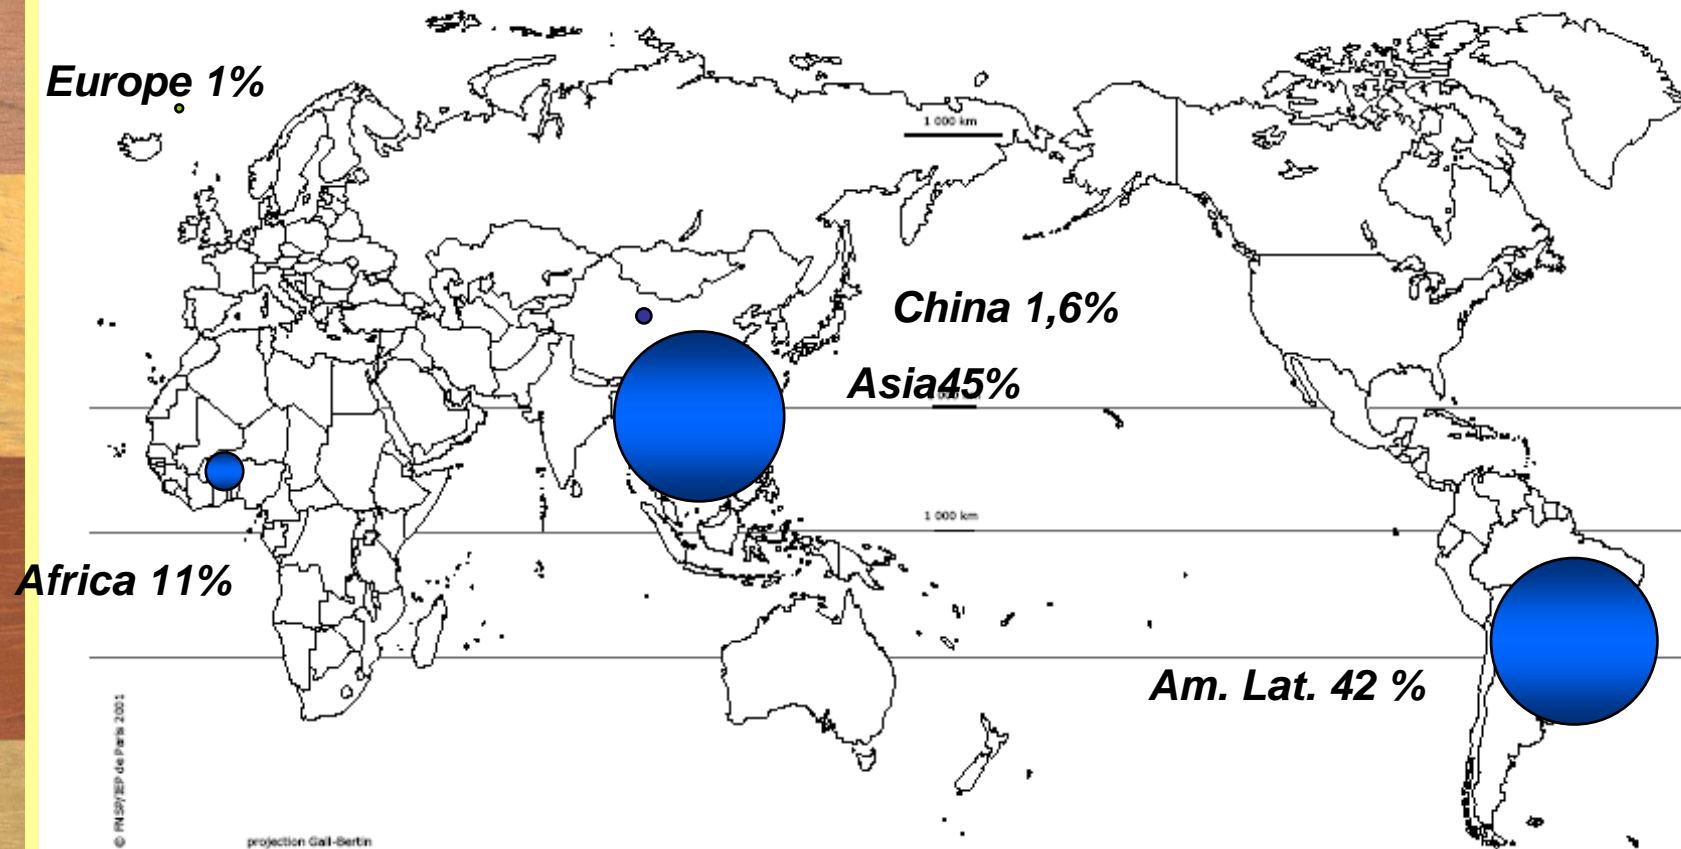 Europe 1%
1 000 km
China 1,6%
Asia45%
1 000 km
Africa 11%
Am. Lat. 42 %
© FNSP/IEP de Paris 2001
projection Gall-Bertin